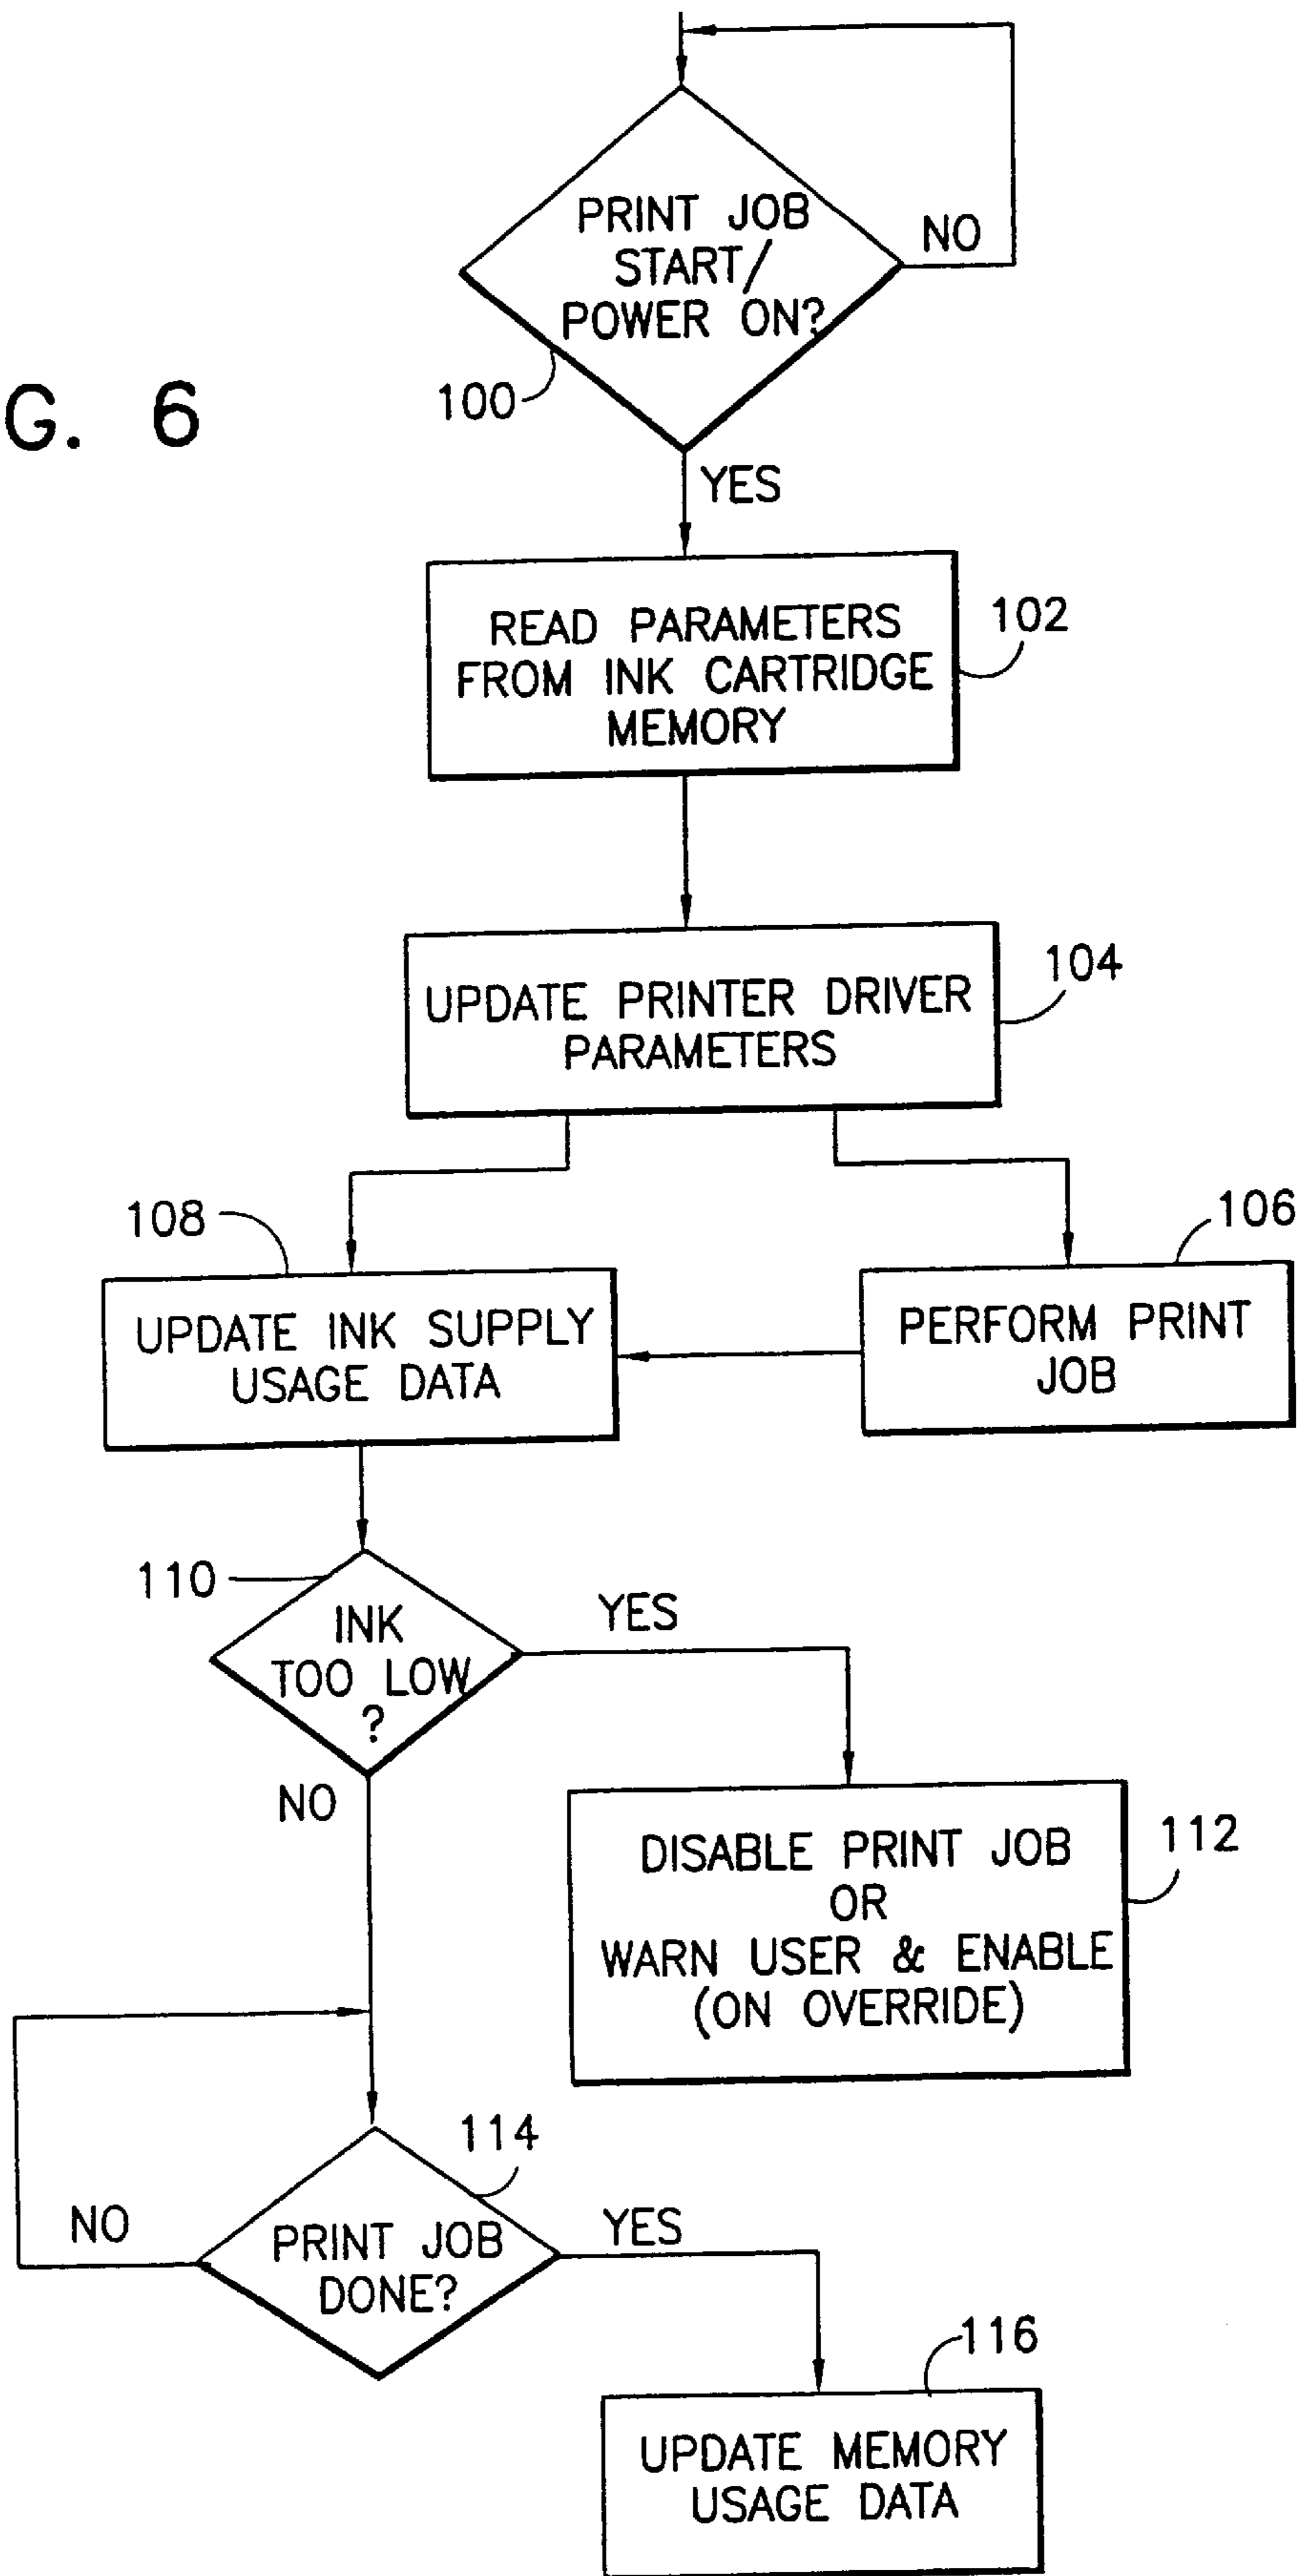 PRINT JOB
START/
POWER ON?
NO
100
G. 6
YES
READ PARAMETERS
FROM INK CARTRIDGE
MEMORY
102
UPDATE PRINTER DRIVER
PARAMETERS
104
108
106
UPDATE INK SUPPLY
USAGE DATA
PERFORM PRINT
JOB
110
INK
TOO LOW
?
YES
NO
DISABLE PRINT JOB
OR
WARN USER & ENABLE
(ON OVERRIDE)
112
114
NO
PRINT JOB
DONE?
YES
116
UPDATE MEMORY
USAGE DATA